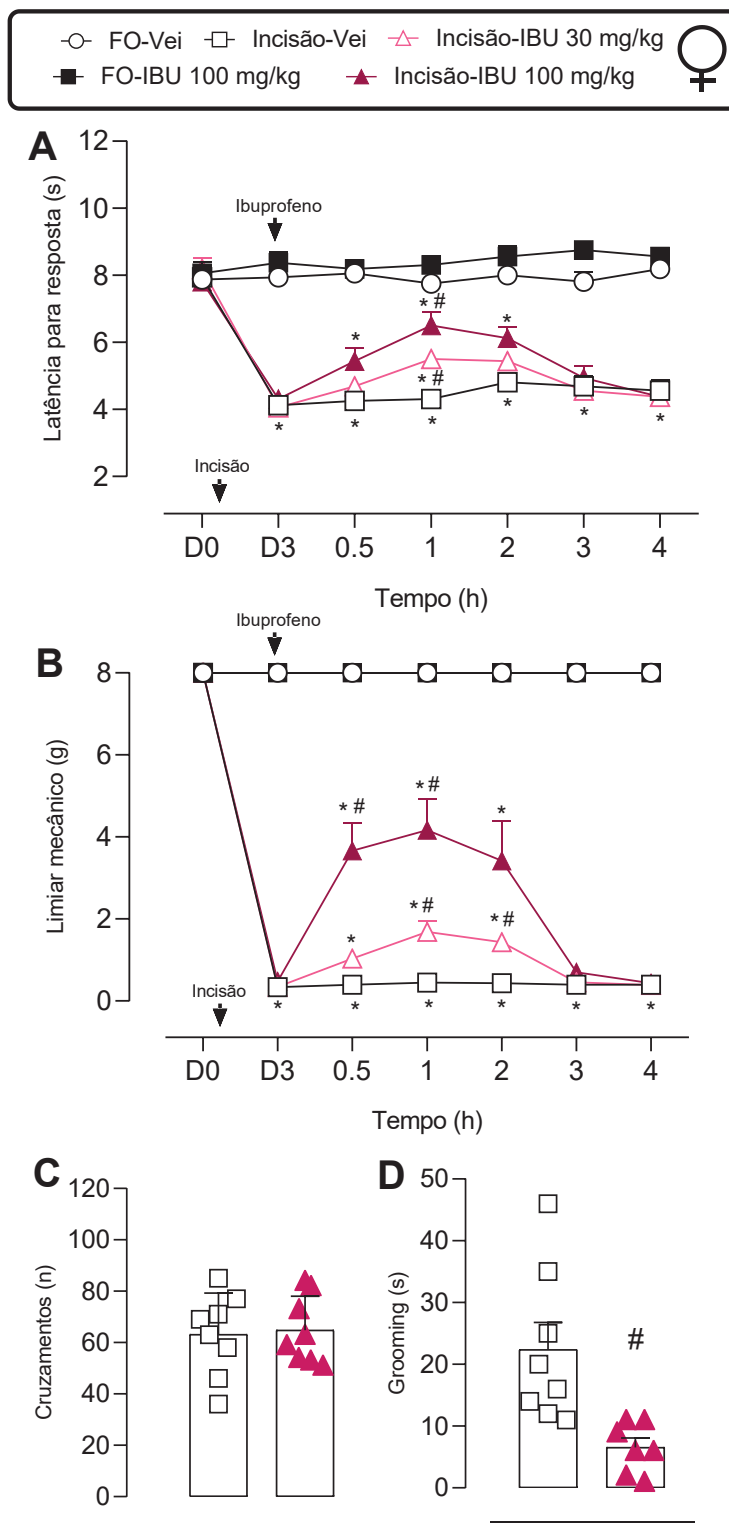 FO-Vei Incisão-Vei Incisão-IBU 30 mg/kg
FO-IBU 100 mg/kg Incisão-IBU 100 mg/kg
A
Latência para resposta (s)
12
10
8
6
4
2
Ibuprofeno
* #
* *
* #
* * * * * *
Incisão
D0 D3 0.5 1 2 3 4
Tempo (h)
Ibuprofeno
B
Limiar mecânico (g)
8
6
4
2
0
* # * # *
* * # * #
* * * * * *
Incisão
D0 D3 0.5 1 2 3 4
Tempo (h)
C
Cruzamentos (n)
120
100
80
60
40
20
0
D
Grooming (s)
50
40
30
20
10
0
#